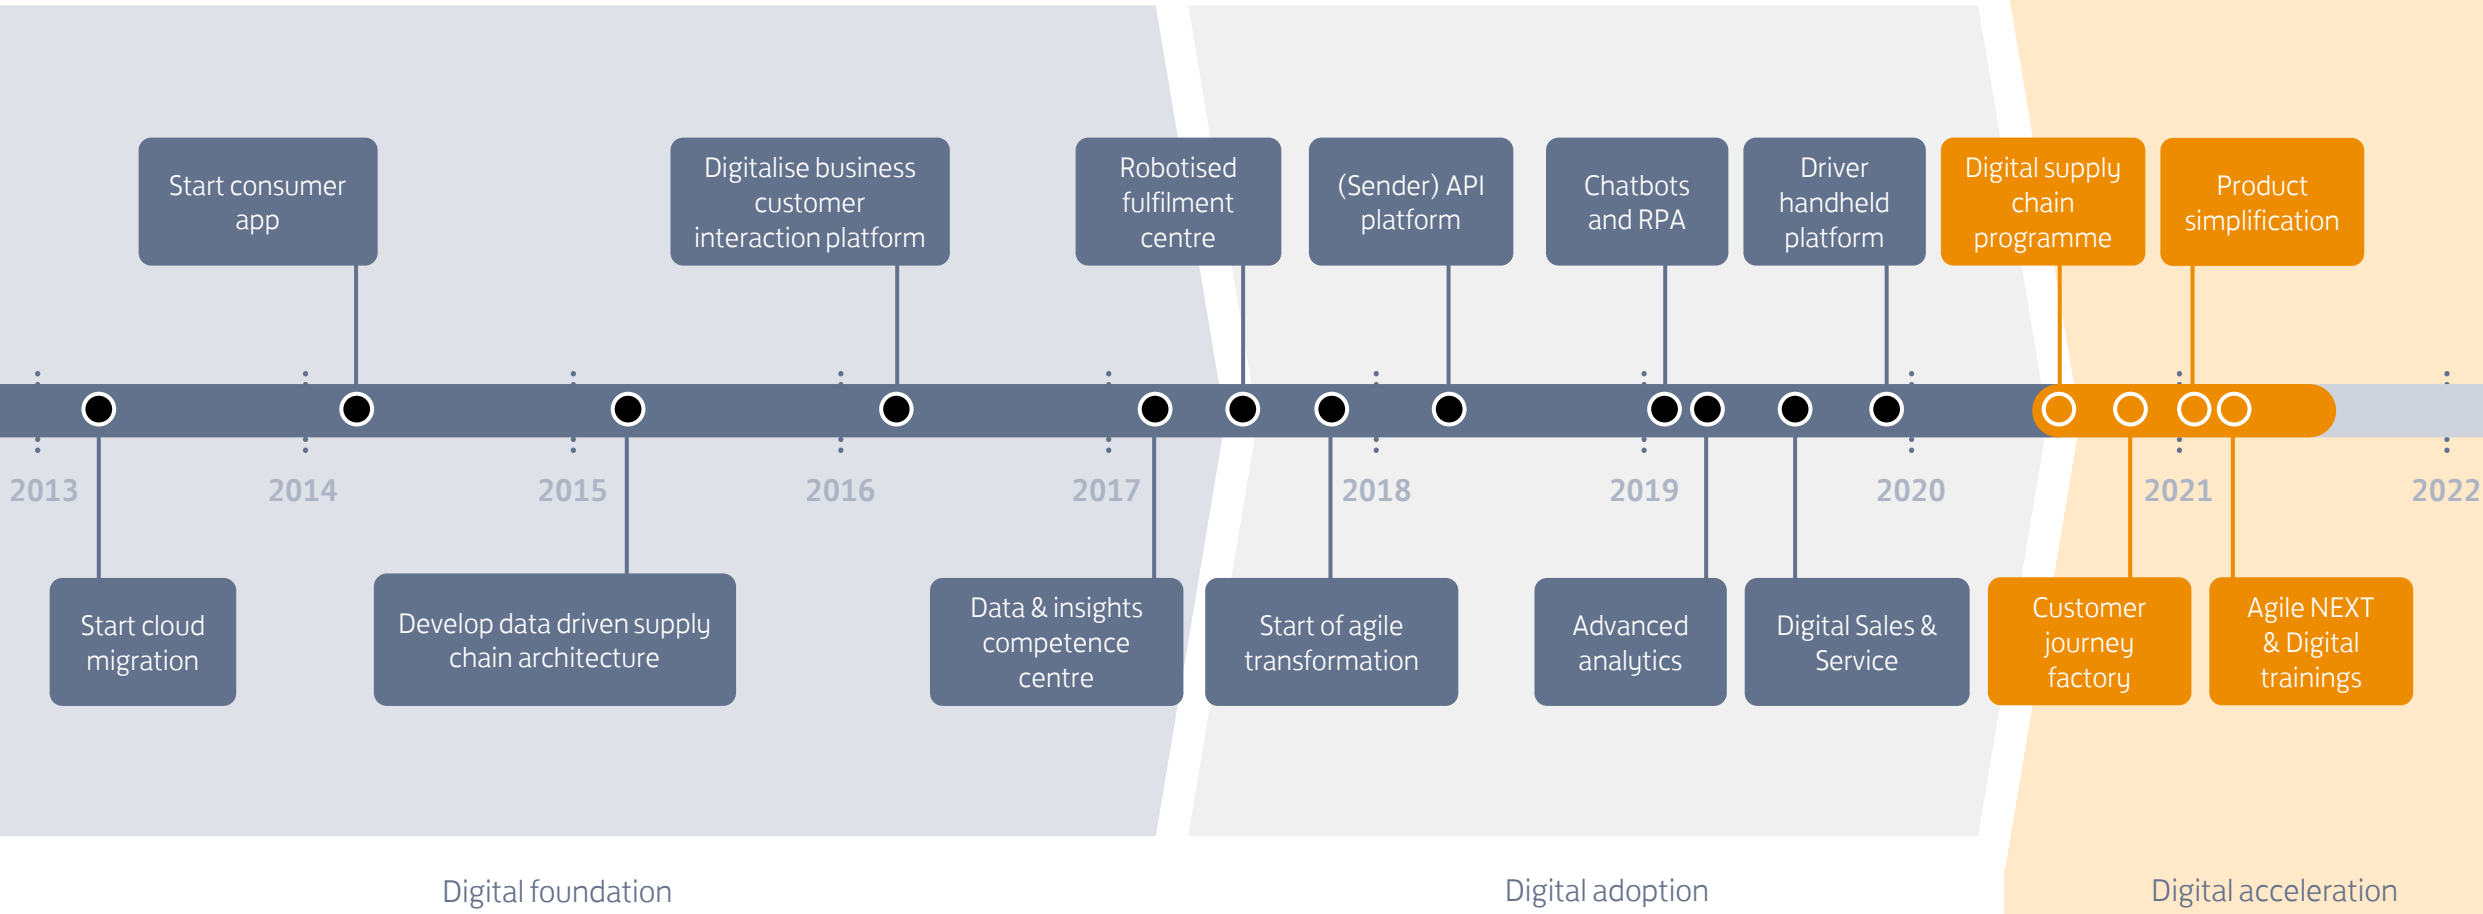 Start consumer
app
Digitalise business
customer
interaction platform
Robotised
fulfilment
centre
(Sender) API
platform
Chatbots
and RPA
Driver
handheld
platform
Digital supply
chain
programme
Product
simplification
2013
2014
2015
2016
2017
2018
2019
2020
2021
2022
Start cloud
migration
Develop data driven supply
chain architecture
Data & insights
competence
centre
Start of agile
transformation
Advanced
analytics
Digital Sales &
Service
Customer
journey
factory
Agile NEXT
& Digital
trainings
Digital foundation
Digital adoption
Digital acceleration